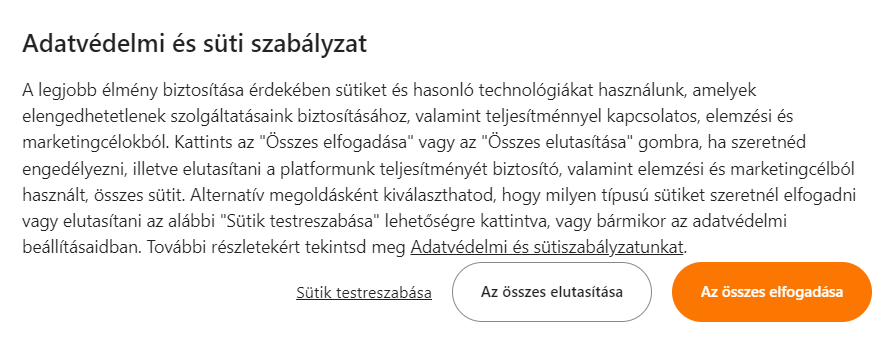 Adatvédelmi és süti szabályzat
A legjobb élmény biztosítása érdekében sütiket és hasonló technológiákat használunk, amelyek
elengedhetetlenek szolgáltatásaink biztosításához, valamint teljesítménnyel kapcsolatos, elemzési és
marketingcélokból. Kattints az "Összes elfogadása" vagy az "Összes elutasítása" gombra, ha szeretnéd
engedélyezni, illetve elutasítani a platformunk teljesítményét biztosító, valamint elemzési és marketingcélból
használt, összes sütit. Alternatív megoldásként kiválaszthatod, hogy milyen típusú sütiket szeretnél elfogadni
vagy elutasítani az alábbi "Sütik testreszabása" lehetőségre kattintva, vagy bármikor az adatvédelmi
beállításaidban. További részletekért tekintsd meg Adatvédelmi és sütiszabályzatunkat.
Sütik testreszabása Az összes elutasítása Az összes elfogadása